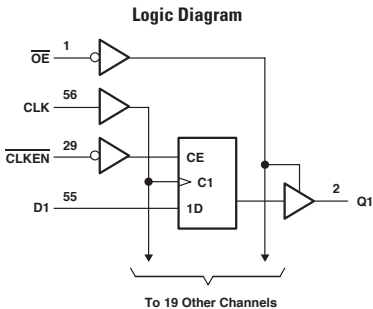 Logic Diagram
OE 1
CLK 56
CLKEN 29
D1 55
CE
C1
1D
2 Q1
To 19 Other Channels